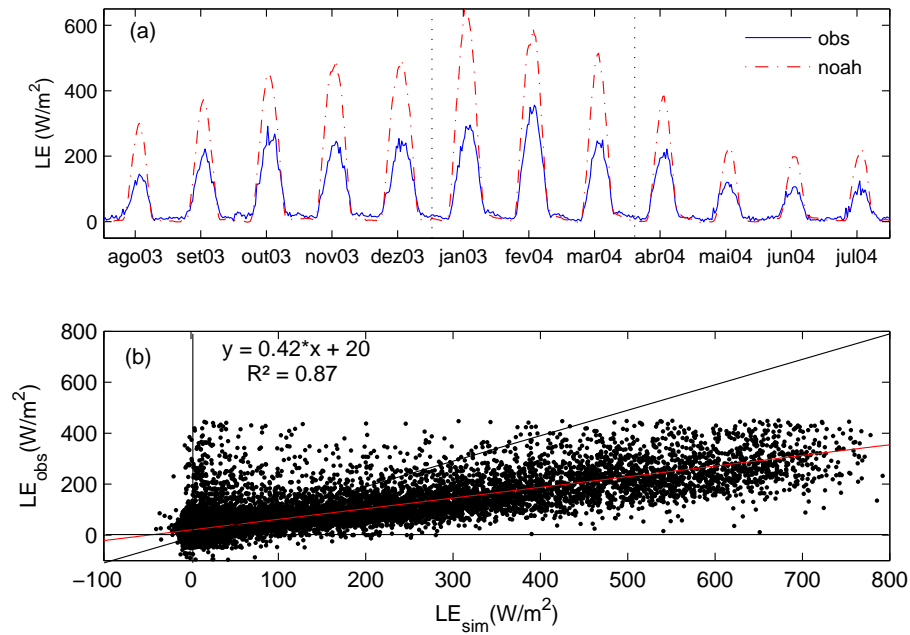 (a)
obs
noah
LE (W/m²)
600
400
200
0
ago03 set03 out03 nov03 dez03 jan03 fev04 mar04 abr04 mai04 jun04 jul04
(b)
y = 0.42*x + 20
R² = 0.87
LE_obs(W/m²)
800
600
400
200
0
−100 0 100 200 300 400 500 600 700 800
LE_sim(W/m²)